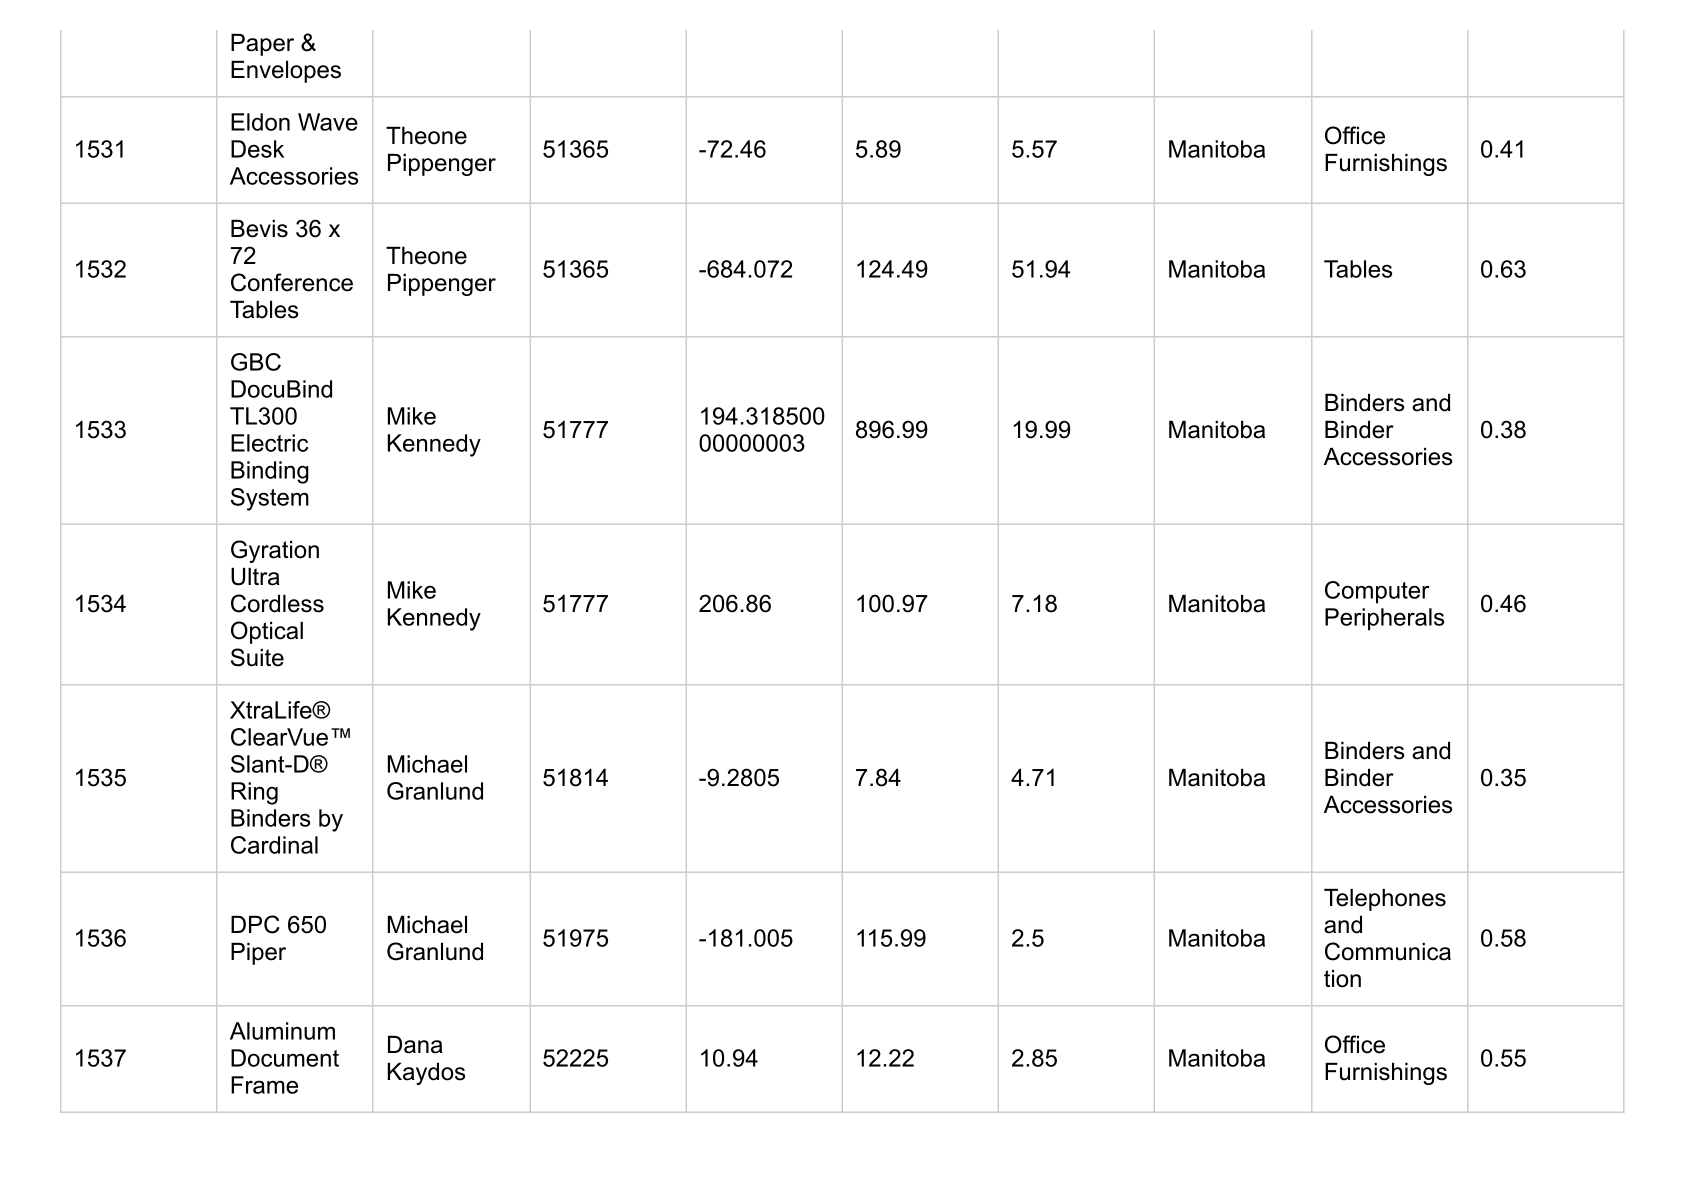 Paper &
Envelopes
1531
Eldon Wave
Desk
Accessories
Theone
Pippenger
51365
-72.46
5.89
5.57
Manitoba
Office
Furnishings
0.41
1532
Bevis 36 x
72
Conference
Tables
Theone
Pippenger
51365
-684.072
124.49
51.94
Manitoba
Tables
0.63
1533
GBC
DocuBind
TL300
Electric
Binding
System
Mike
Kennedy
51777
194.318500
00000003
896.99
19.99
Manitoba
Binders and
Binder
Accessories
0.38
1534
Gyration
Ultra
Cordless
Optical
Suite
Mike
Kennedy
51777
206.86
100.97
7.18
Manitoba
Computer
Peripherals
0.46
1535
XtraLife®
ClearVue™
Slant-D®
Ring
Binders by
Cardinal
Michael
Granlund
51814
-9.2805
7.84
4.71
Manitoba
Binders and
Binder
Accessories
0.35
1536
DPC 650
Piper
Michael
Granlund
51975
-181.005
115.99
2.5
Manitoba
Telephones
and
Communica
tion
0.58
1537
Aluminum
Document
Frame
Dana
Kaydos
52225
10.94
12.22
2.85
Manitoba
Office
Furnishings
0.55